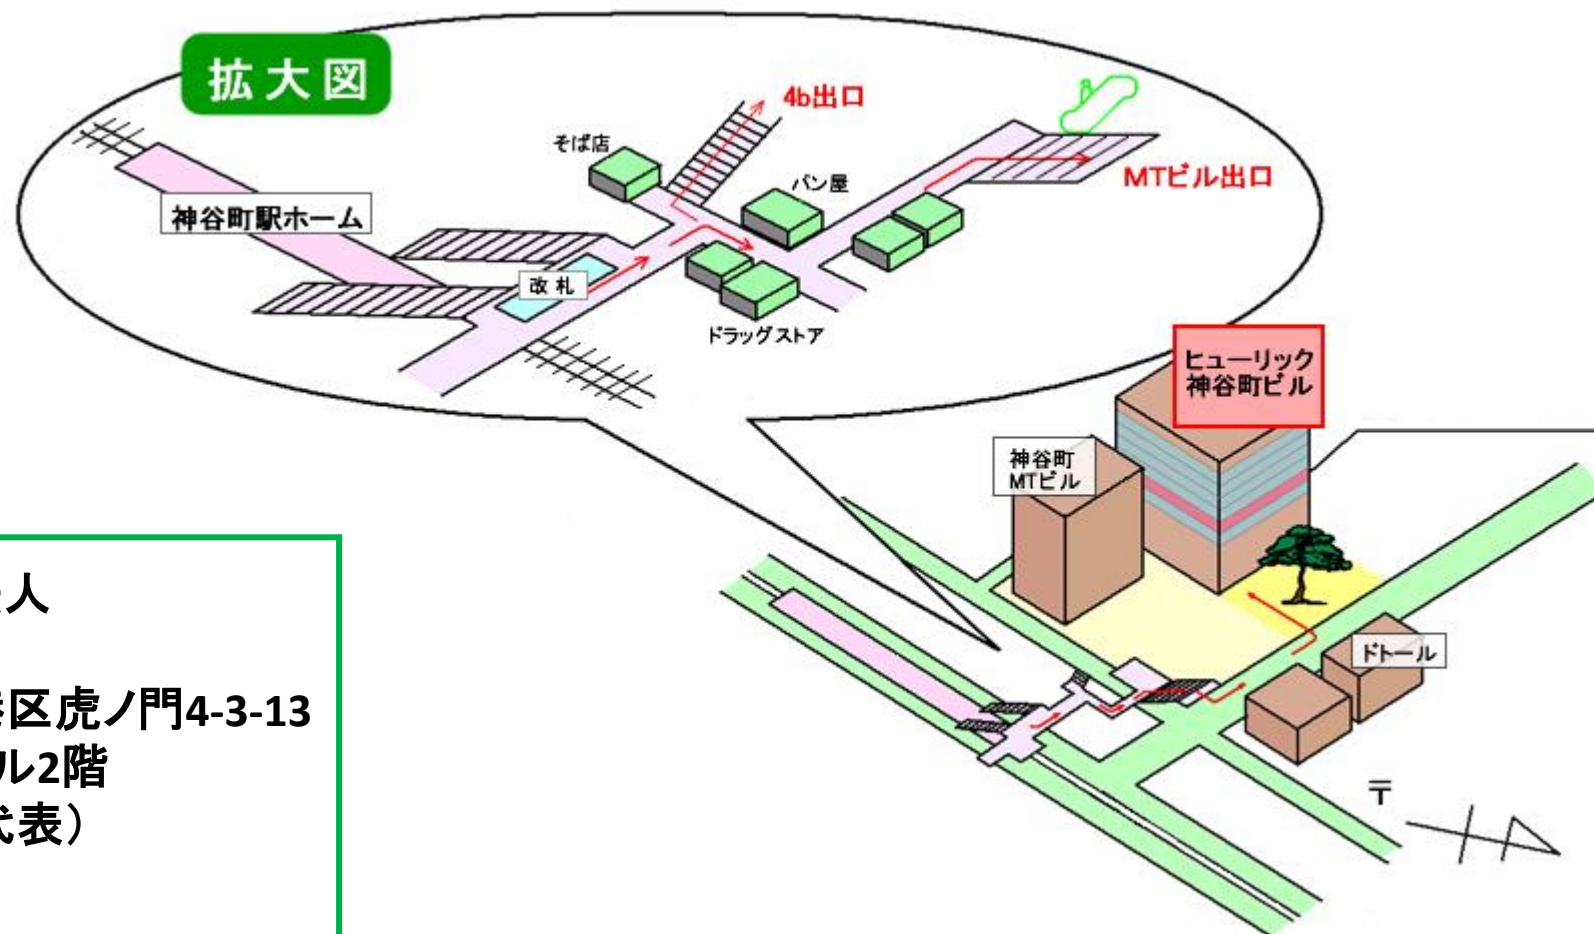 拡大図
4b出口
そば店
パン屋
MTビル出口
神谷町駅ホーム
改札
ドラッグストア
ヒューリック
神谷町ビル
神谷町
MTビル
人
区虎ノ門4-3-13
ル2階
表）
ドトール
〒